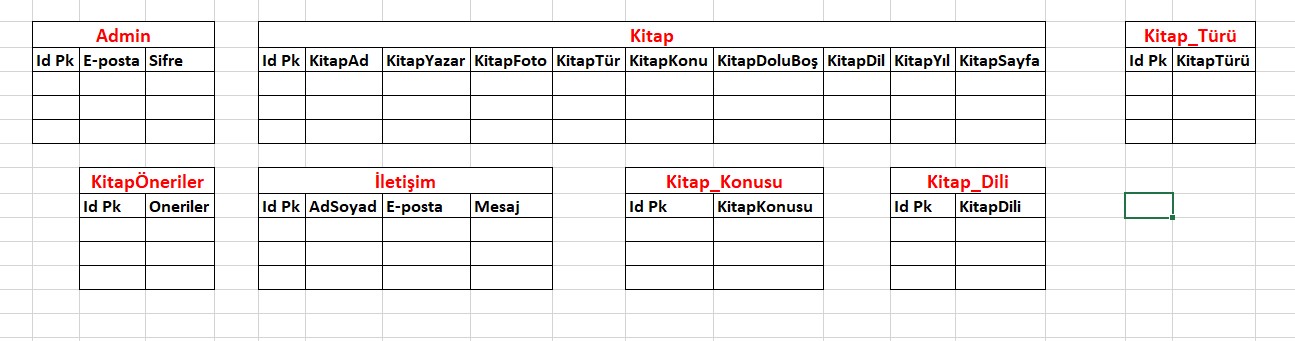 Admin Kitap Kitap_Türü
Id Pk E-posta Sifre Id Pk KitapAd KitapYazar KitapFoto KitapTür KitapKonu KitapDoluBoş KitapDil KitapYıl KitapSayfa Id Pk KitapTürü
KitapÖneriler İletişim Kitap_Konusu Kitap_Dili
Id Pk Oneriler Id Pk AdSoyad E-posta Mesaj Id Pk KitapKonusu Id Pk KitapDili